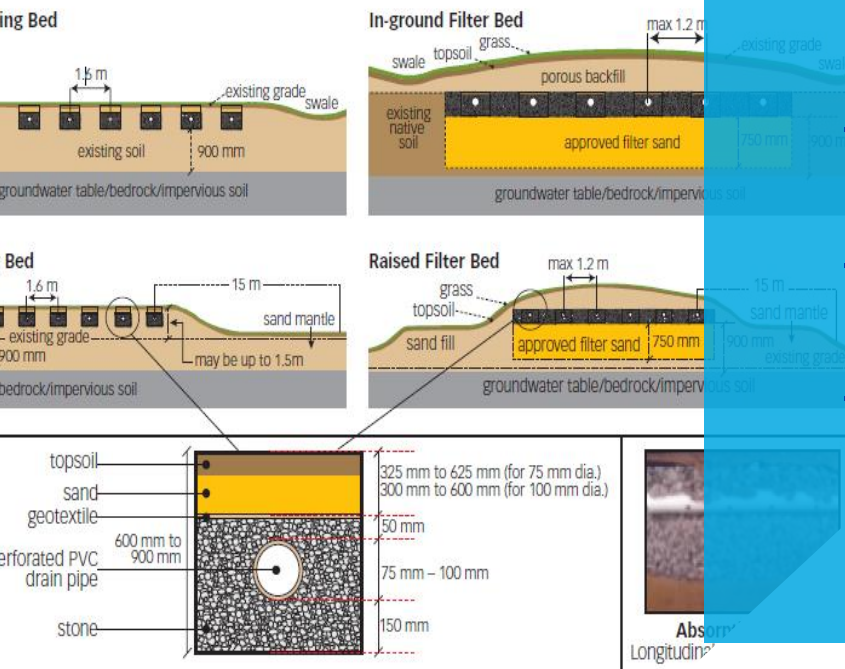 ing Bed
1.6 m
existing grade
swale
existing soil
900 mm
groundwater table/bedrock/impervious soil
In-ground Filter Bed
max 1.2 m
grass
topsoil
swale
existing grade
swale
porous backfill
existing
native
soil
approved filter sand
750 mm
900 m
groundwater table/bedrock/impervious soil
Bed
1.6 m
15 m
sand mantle
existing grade
900 mm
may be up to 1.5m
bedrock/impervious soil
Raised Filter Bed
max 1.2 m
15 m
grass
topsoil
sand mantle
sand fill
approved filter sand
750 mm
900 mm
existing grade
groundwater table/bedrock/impervious soil
topsoil
sand
geotextile
600 mm to
900 mm
erforated PVC
drain pipe
stone
325 mm to 625 mm (for 75 mm dia.)
300 mm to 600 mm (for 100 mm dia.)
50 mm
75 mm – 100 mm
150 mm